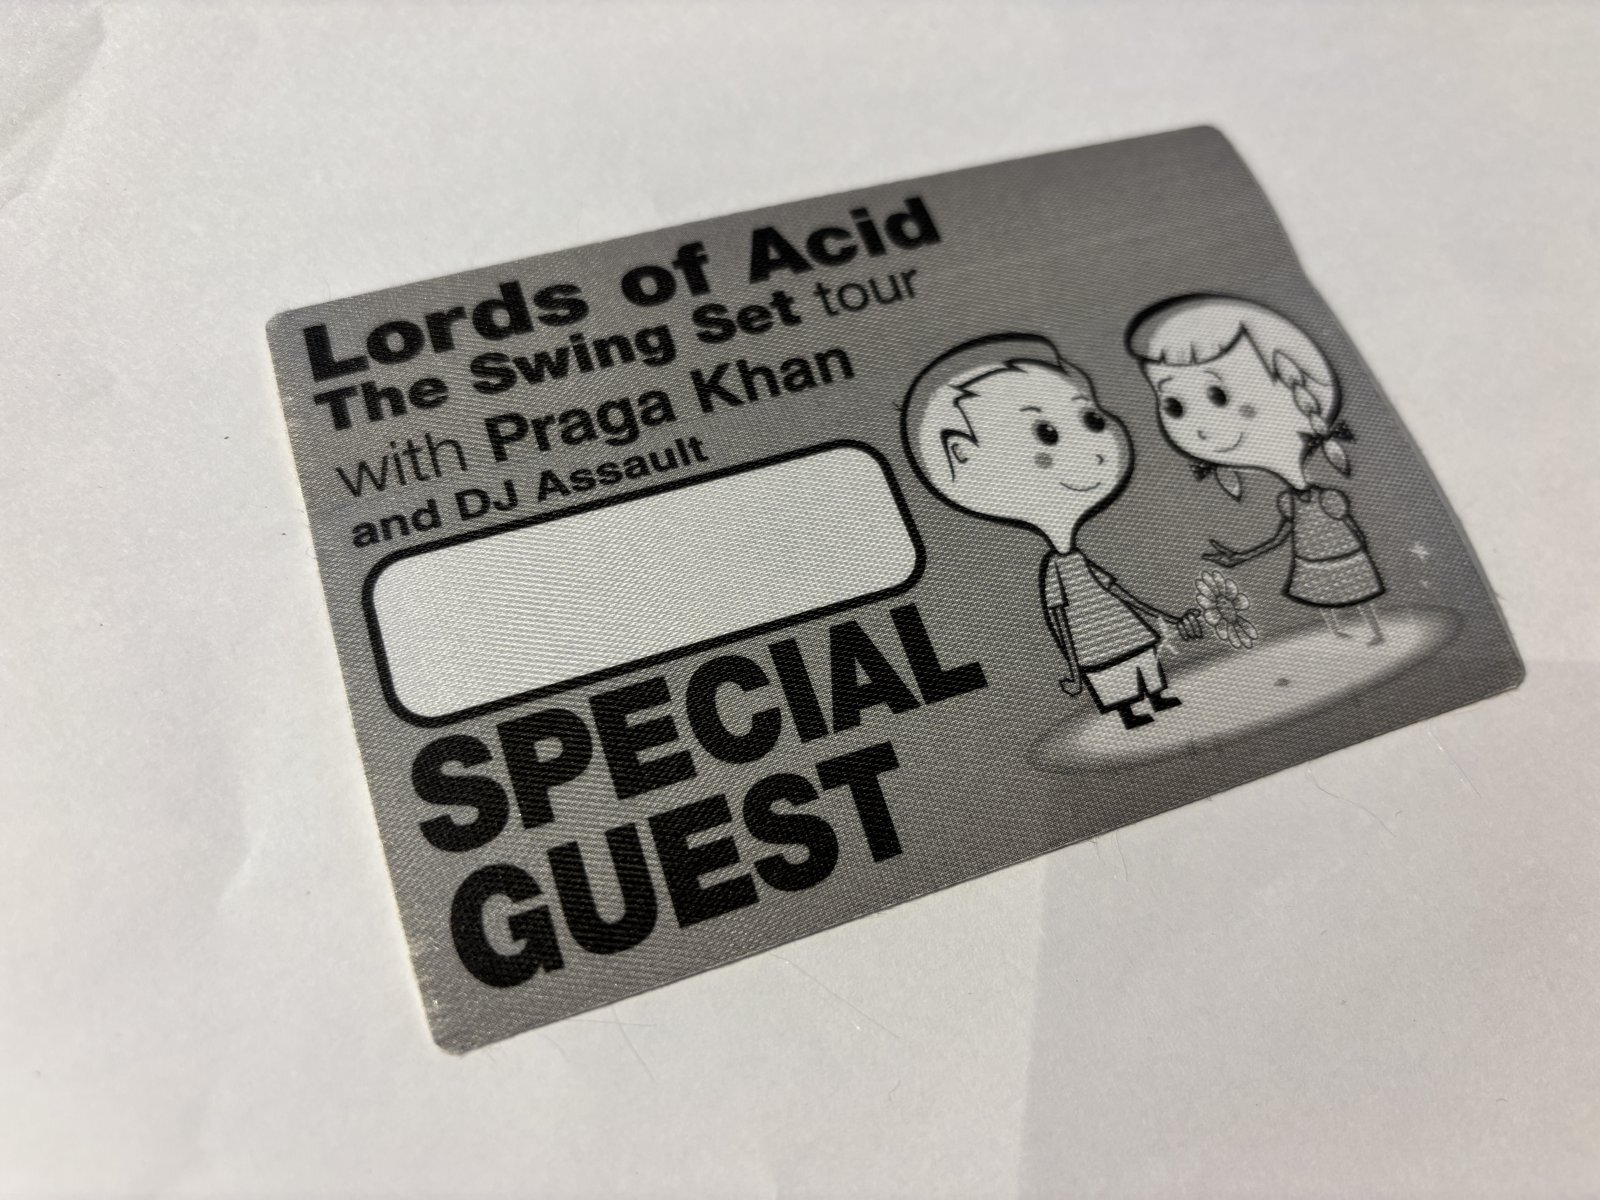 Lords of Acid
The Swing Set tour
with Praga Khan
and DJ Assault
SPECIAL
GUEST